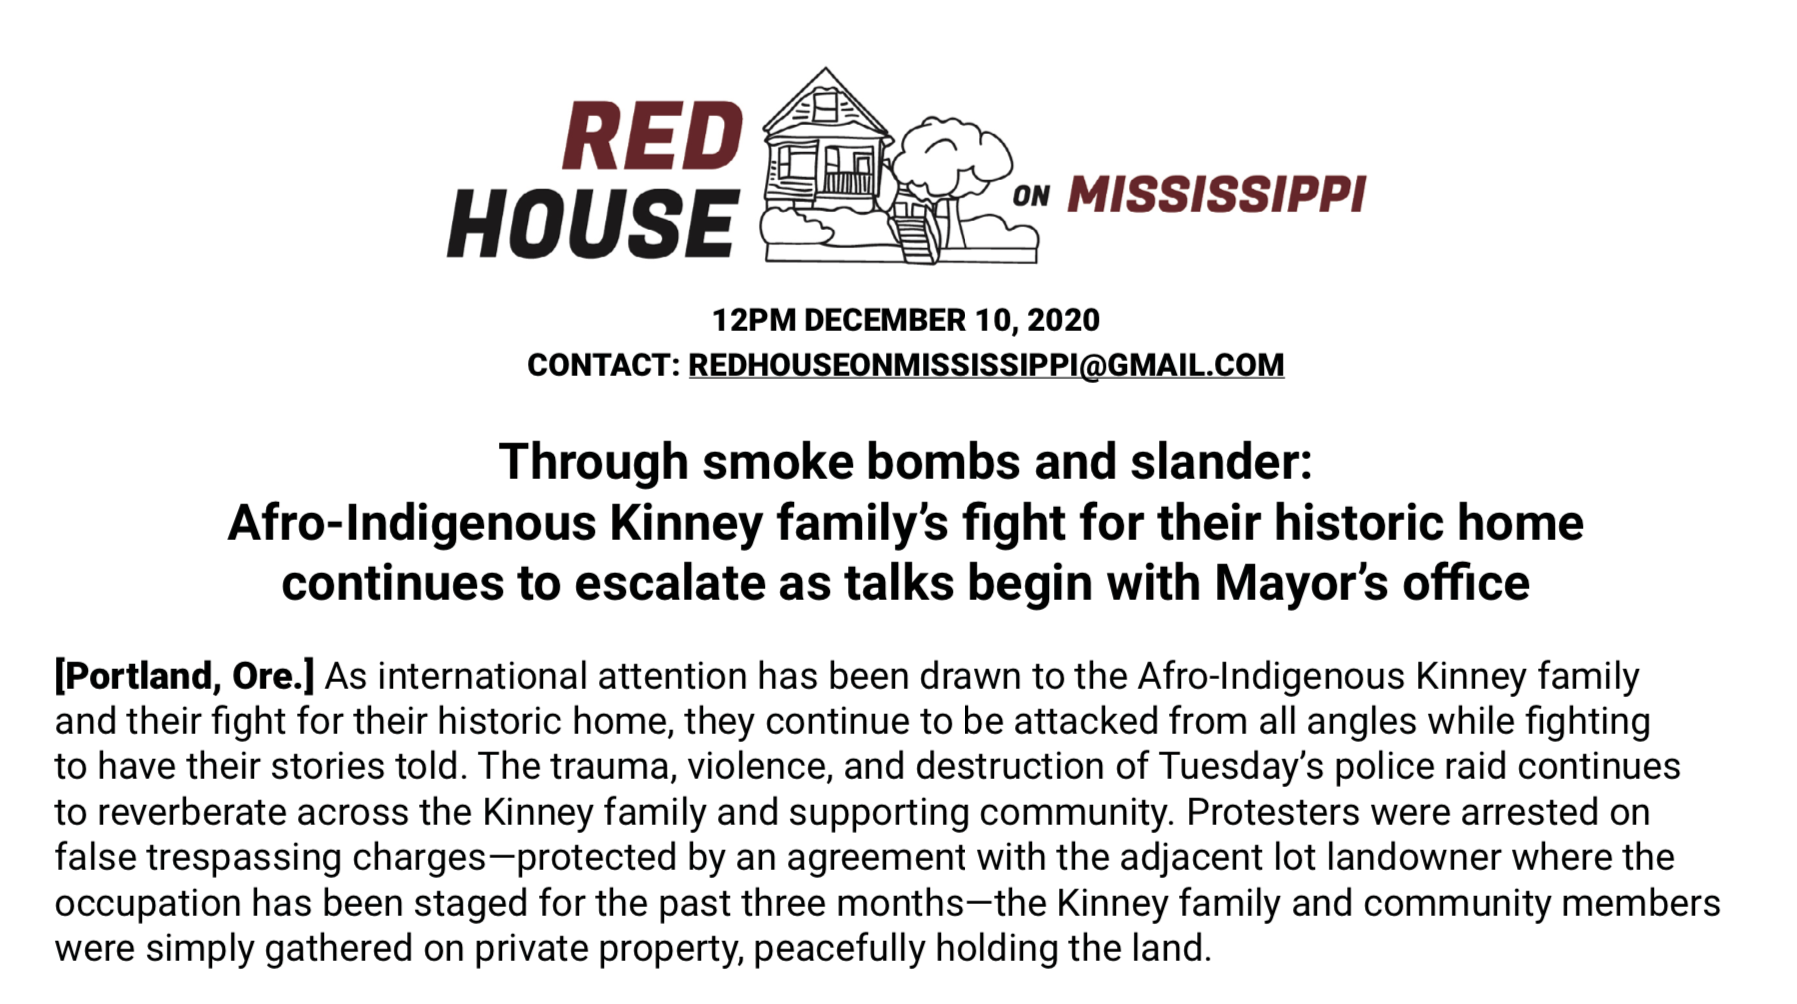 RED
HOUSE
ON MISSISSIPPI
12PM DECEMBER 10, 2020
CONTACT: REDHOUSEONMISSISSIPPI@GMAIL.COM
Through smoke bombs and slander:
Afro-Indigenous Kinney family’s fight for their historic home
continues to escalate as talks begin with Mayor’s office
[Portland, Ore.] As international attention has been drawn to the Afro-Indigenous Kinney family
and their fight for their historic home, they continue to be attacked from all angles while fighting
to have their stories told. The trauma, violence, and destruction of Tuesday’s police raid continues
to reverberate across the Kinney family and supporting community. Protesters were arrested on
false trespassing charges—protected by an agreement with the adjacent lot landowner where the
occupation has been staged for the past three months—the Kinney family and community members
were simply gathered on private property, peacefully holding the land.